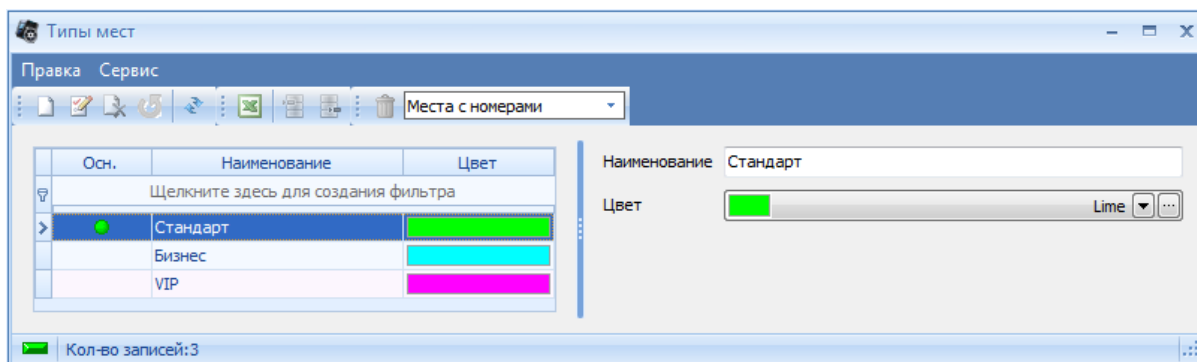 Типы мест
Правка Сервис
Места с номерами
Осн. Наименование Цвет
Щелкните здесь для создания фильтра
Стандарт
Бизнес
VIP
Наименование Стандарт
Цвет Lime
Кол-во записей:3